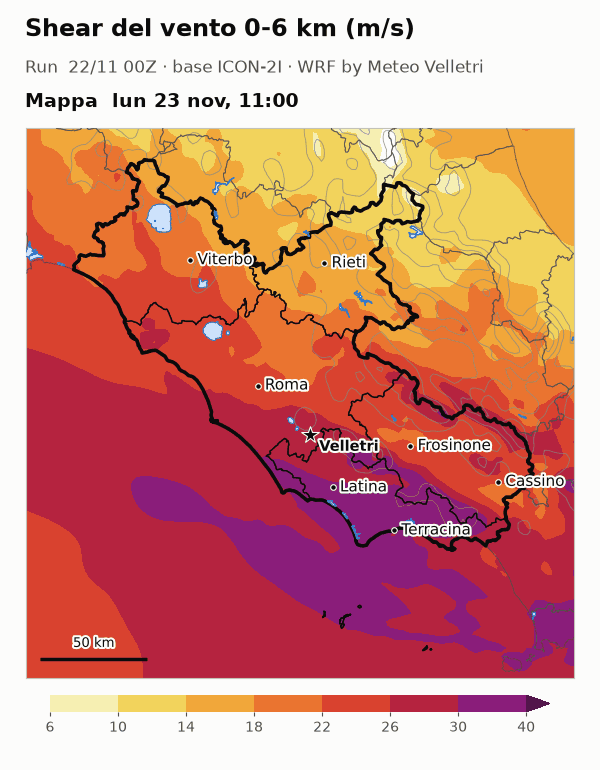 Shear del vento 0-6 km (m/s)
Run  22/11 00Z · base ICON-2I · WRF by Meteo Velletri
Mappa  lun 23 nov, 11:00
Viterbo
Rieti
Roma
Velletri
Frosinone
Latina
Cassino
Terracina
50 km
6 10 14 18 22 26 30 40